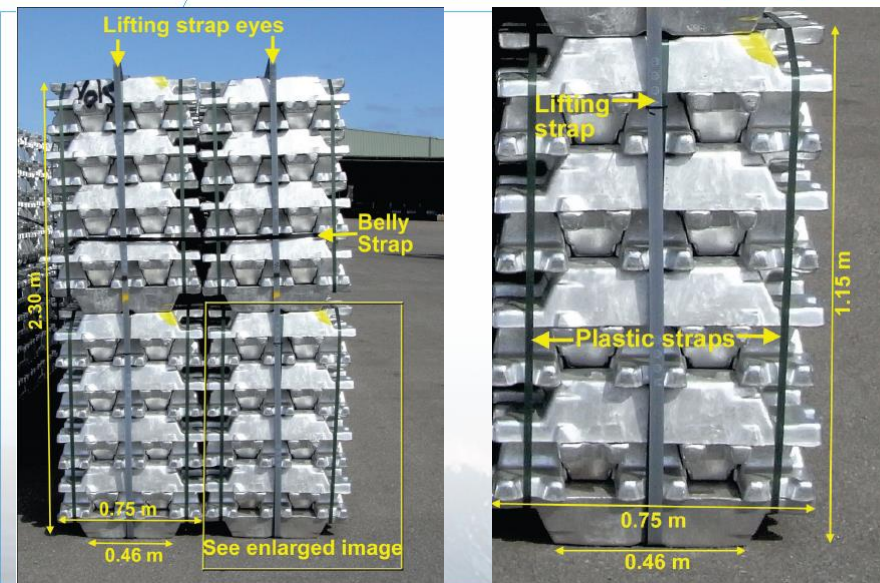 Lifting strap eyes
Belly
Strap
2.30 m
0.75 m
0.46 m
See enlarged image
Lifting
strap
Plastic straps
1.15 m
0.75 m
0.46 m